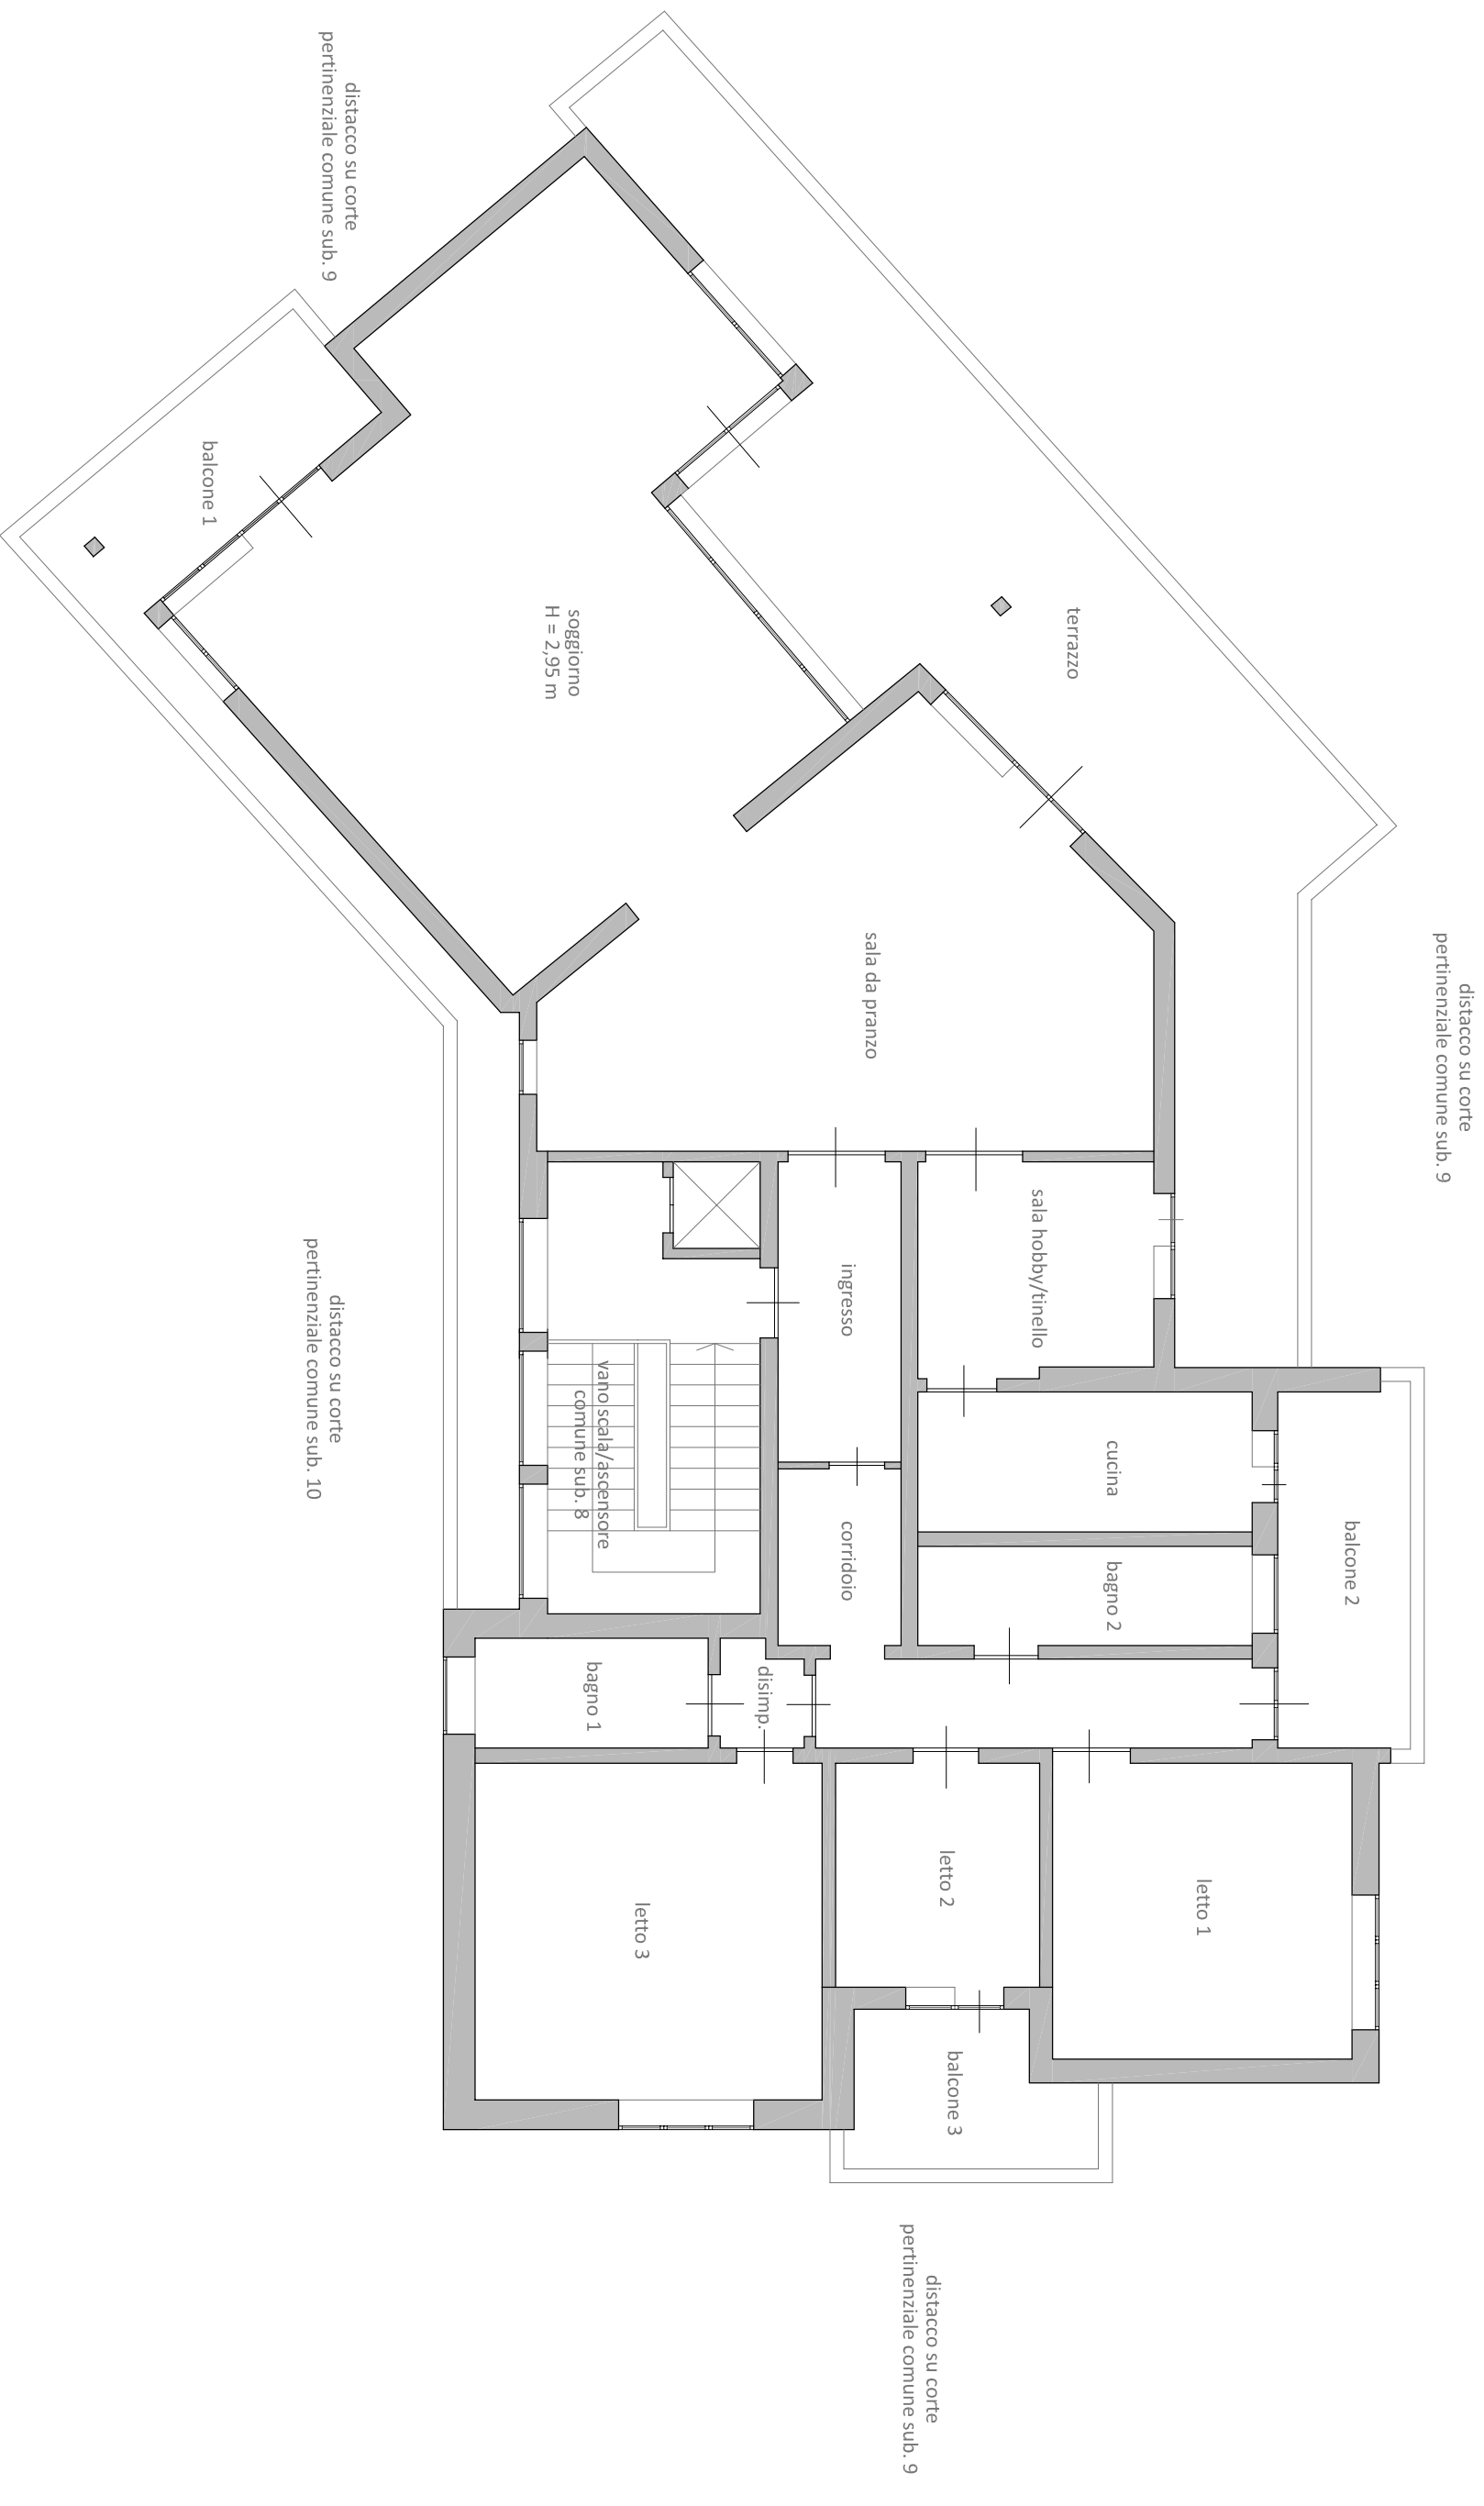 distacco su corte
pertinenziale comune sub. 9
distacco su corte
pertinenziale comune sub. 9
terrazzo
balcone 1
soggiorno
H = 2,95 m
sala da pranzo
sala hobby/tinello
ingresso
cucina
balcone 2
vano scala/ascensore
comune sub. 8
corridoio
bagno 2
distacco su corte
pertinenziale comune sub. 10
bagno 1
disimp.
letto 1
letto 2
letto 3
balcone 3
distacco su corte
pertinenziale comune sub. 9